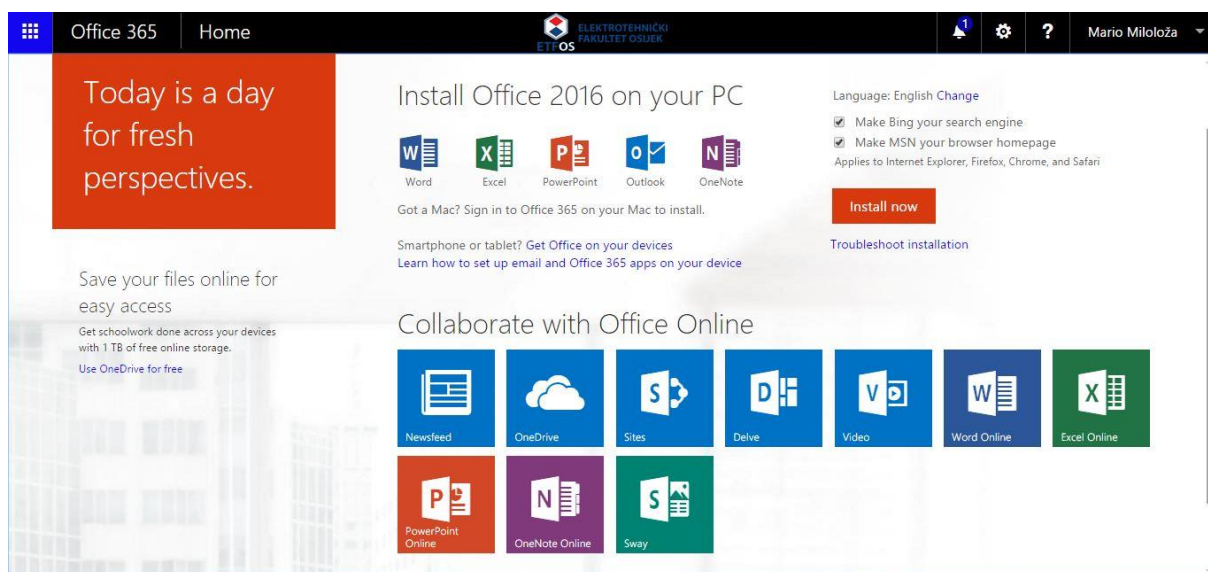 Office 365
Home
ETFOS
ELEKTROTEHNIČKI
FAKULTET OSIJEK
1
?
Mario Miloloža
Today is a day
for fresh
perspectives.
Save your files online for
easy access
Get schoolwork done across your devices
with 1 TB of free online storage.
Use OneDrive for free
Install Office 2016 on your PC
W
X
P
O
N
Word
Excel
PowerPoint
Outlook
OneNote
Got a Mac? Sign in to Office 365 on your Mac to install.
Smartphone or tablet? Get Office on your devices
Learn how to set up email and Office 365 apps on your device
Language: English Change
Make Bing your search engine
Make MSN your browser homepage
Applies to Internet Explorer, Firefox, Chrome, and Safari
Install now
Troubleshoot installation
Collaborate with Office Online
Newsfeed
OneDrive
S
Sites
D
Delve
V
Video
W
Word Online
X
Excel Online
P
PowerPoint
Online
N
OneNote Online
S
Sway